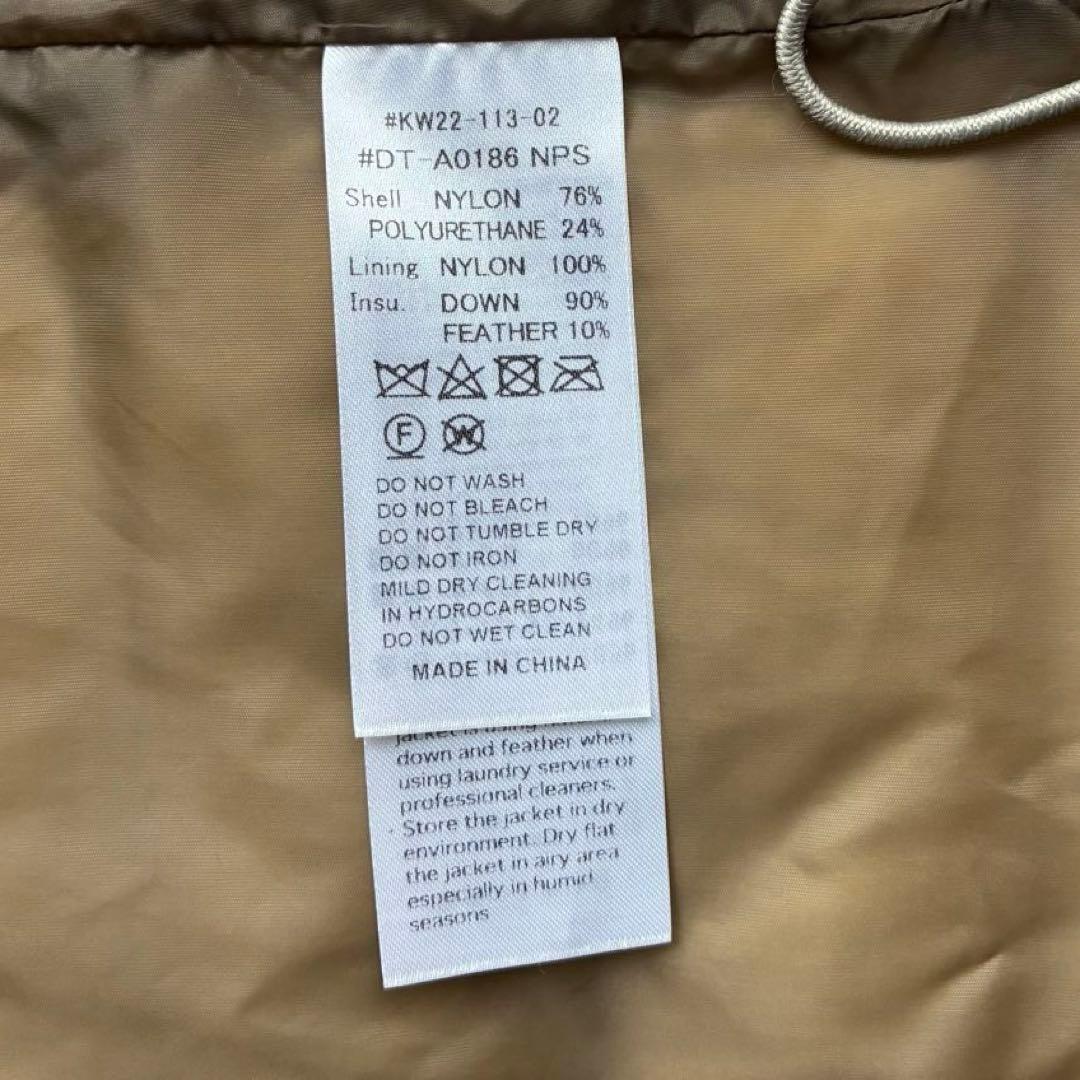 #KW22-113-02
#DT-A0186 NPS
Shell NYLON 76%
POLYURETHANE 24%
Lining NYLON 100%
Insu. DOWN 90%
FEATHER 10%
F W
DO NOT WASH
DO NOT BLEACH
DO NOT TUMBLE DRY
DO NOT IRON
MILD DRY CLEANING
IN HYDROCARBONS
DO NOT WET CLEAN
MADE IN CHINA
jacket is using
down and feather when
using laundry service or
professional cleaners.
· Store the jacket in dry
environment. Dry flat
the jacket in airy area
especially in humid
seasons